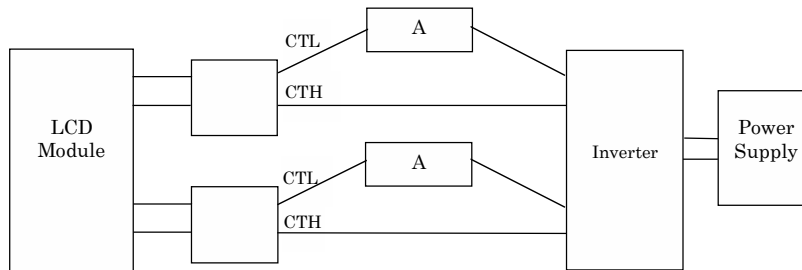 A
CTL
CTH
LCD
Module
Inverter
Power
Supply
A
CTL
CTH